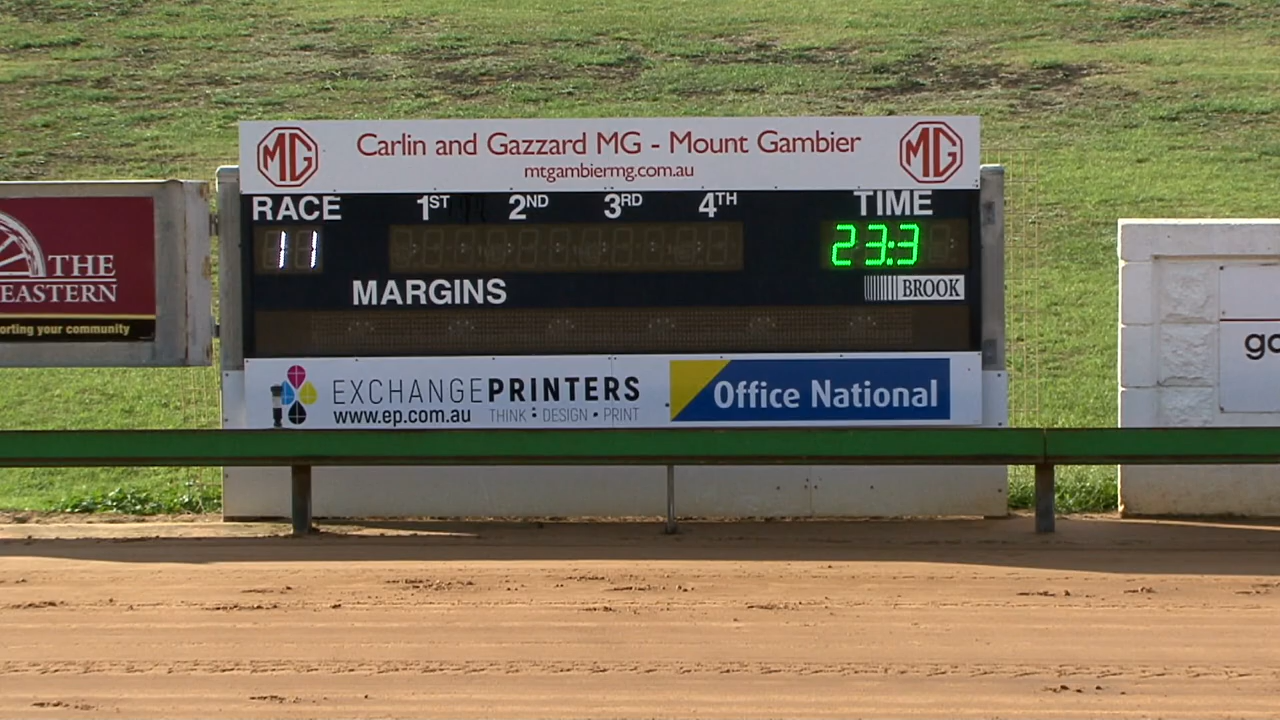 MG Carlin and Gazzard MG - Mount Gambier MG
mtgambiermg.com.au
RACE 1ST 2ND 3RD 4TH TIME
11 23:3
MARGINS BROOK
THE
EASTERN
orting your community
EXCHANGEPRINTERS
www.ep.com.au THINK : DESIGN • PRINT
Office National
go